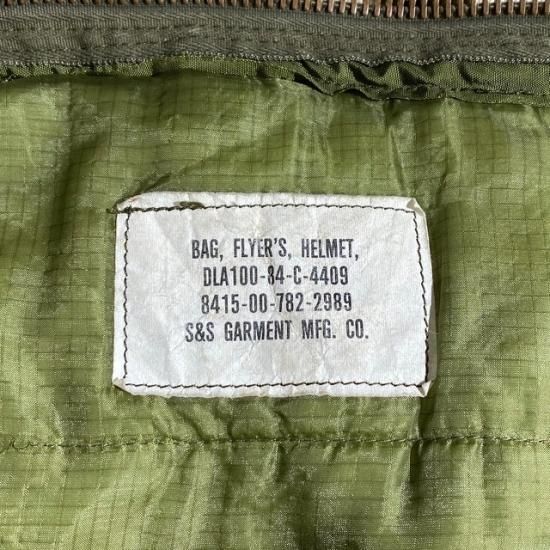 BAG, FLYER'S, HELMET,
DLA100-84-C-4409
8415-00-782-2989
S&S GARMENT MFG. CO.